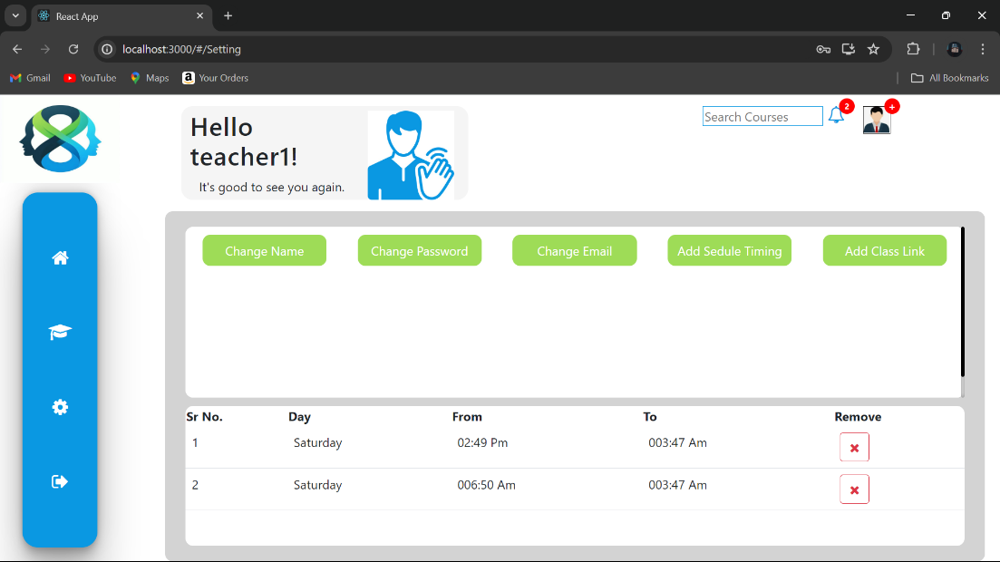 React App
localhost:3000/#/Setting
Gmail YouTube Maps Your Orders All Bookmarks
Hello
teacher1!
It's good to see you again.
Search Courses
2
+
Change Name Change Password Change Email Add Sedule Timing Add Class Link
Sr No. Day From To Remove
1 Saturday 02:49 Pm 003:47 Am
2 Saturday 006:50 Am 003:47 Am